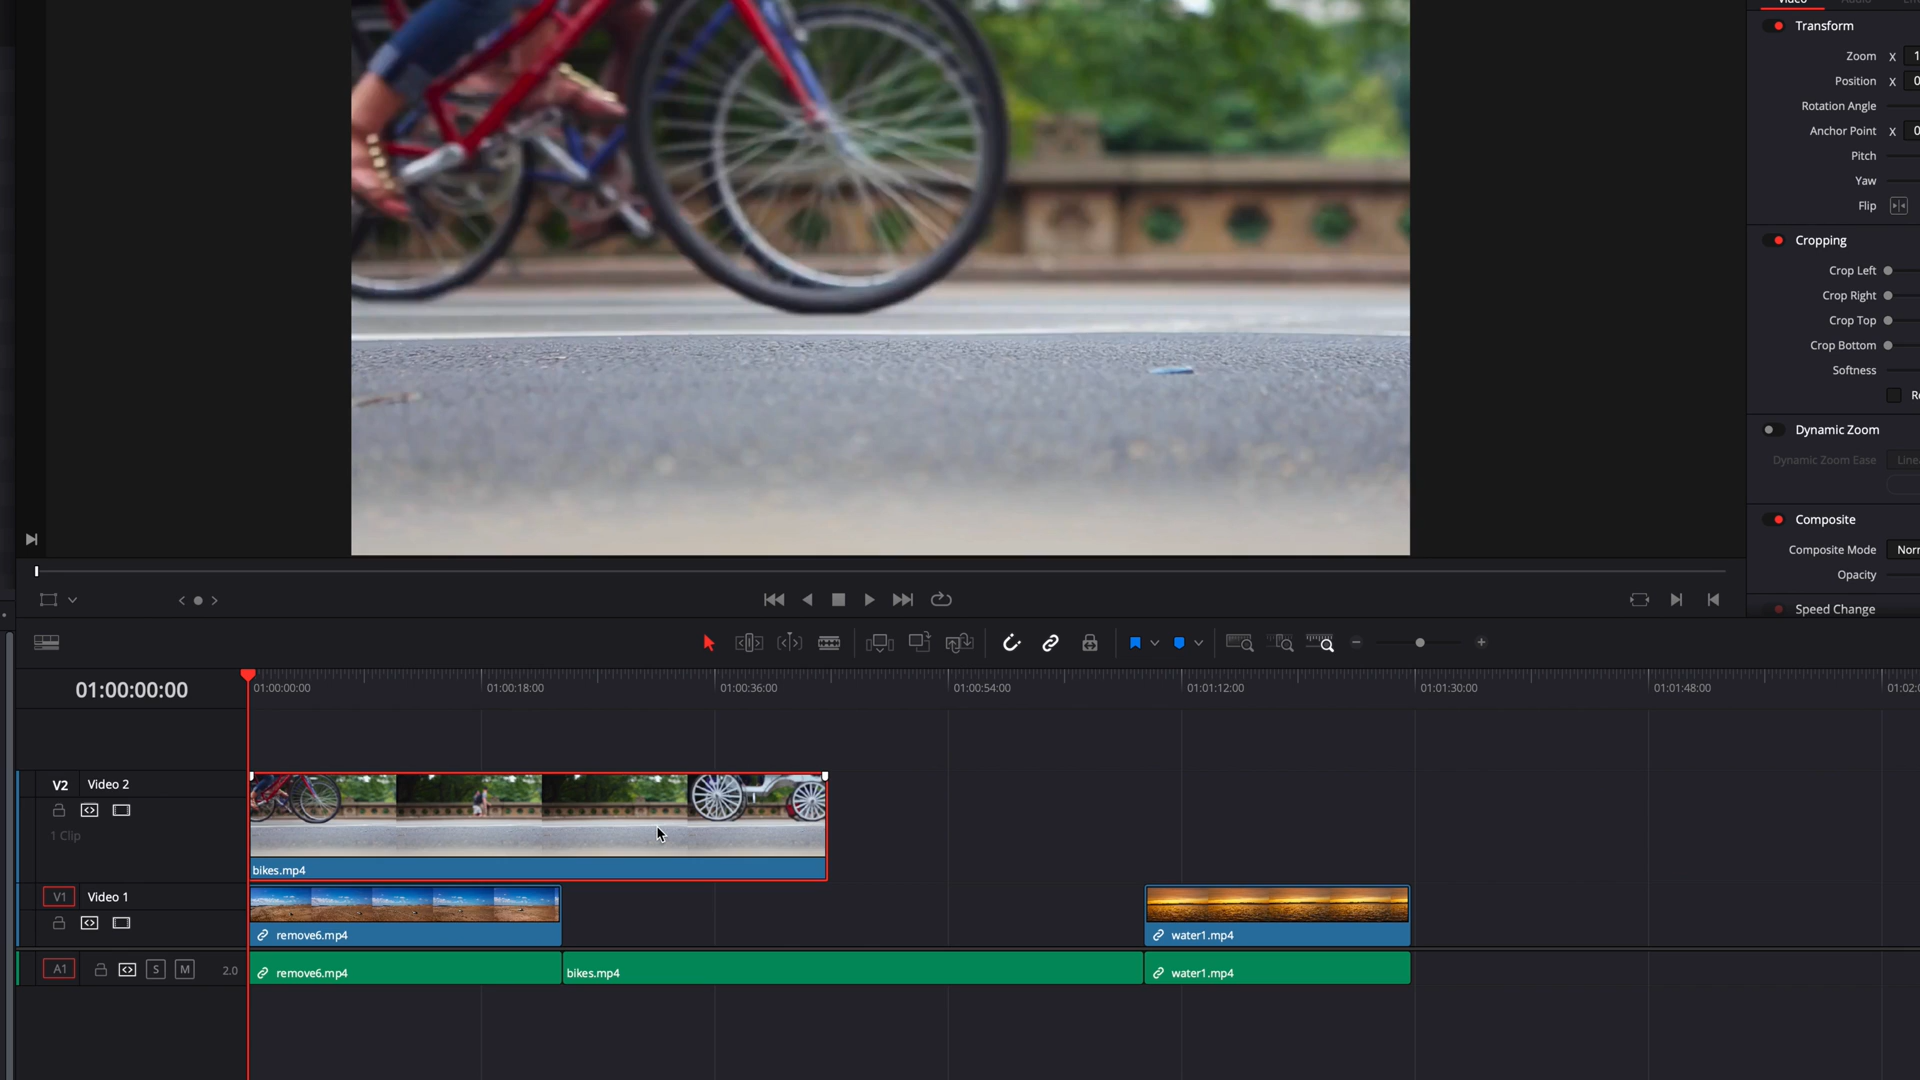 Transform
Zoom X 1
Position X 0
Rotation Angle
Anchor Point X 0
Pitch
Yaw
Flip
Cropping
Crop Left
Crop Right
Crop Top
Crop Bottom
Softness
Dynamic Zoom
Dynamic Zoom Ease
Composite
Composite Mode
Opacity
Speed Change
01:00:00:00
01:00:00:00 01:00:18:00 01:00:36:00 01:00:54:00 01:01:12:00 01:01:30:00 01:01:48:00
V2 Video 2
1 Clip
bikes.mp4
V1 Video 1
remove6.mp4 water1.mp4
A1 S M 2.0 remove6.mp4 bikes.mp4 water1.mp4